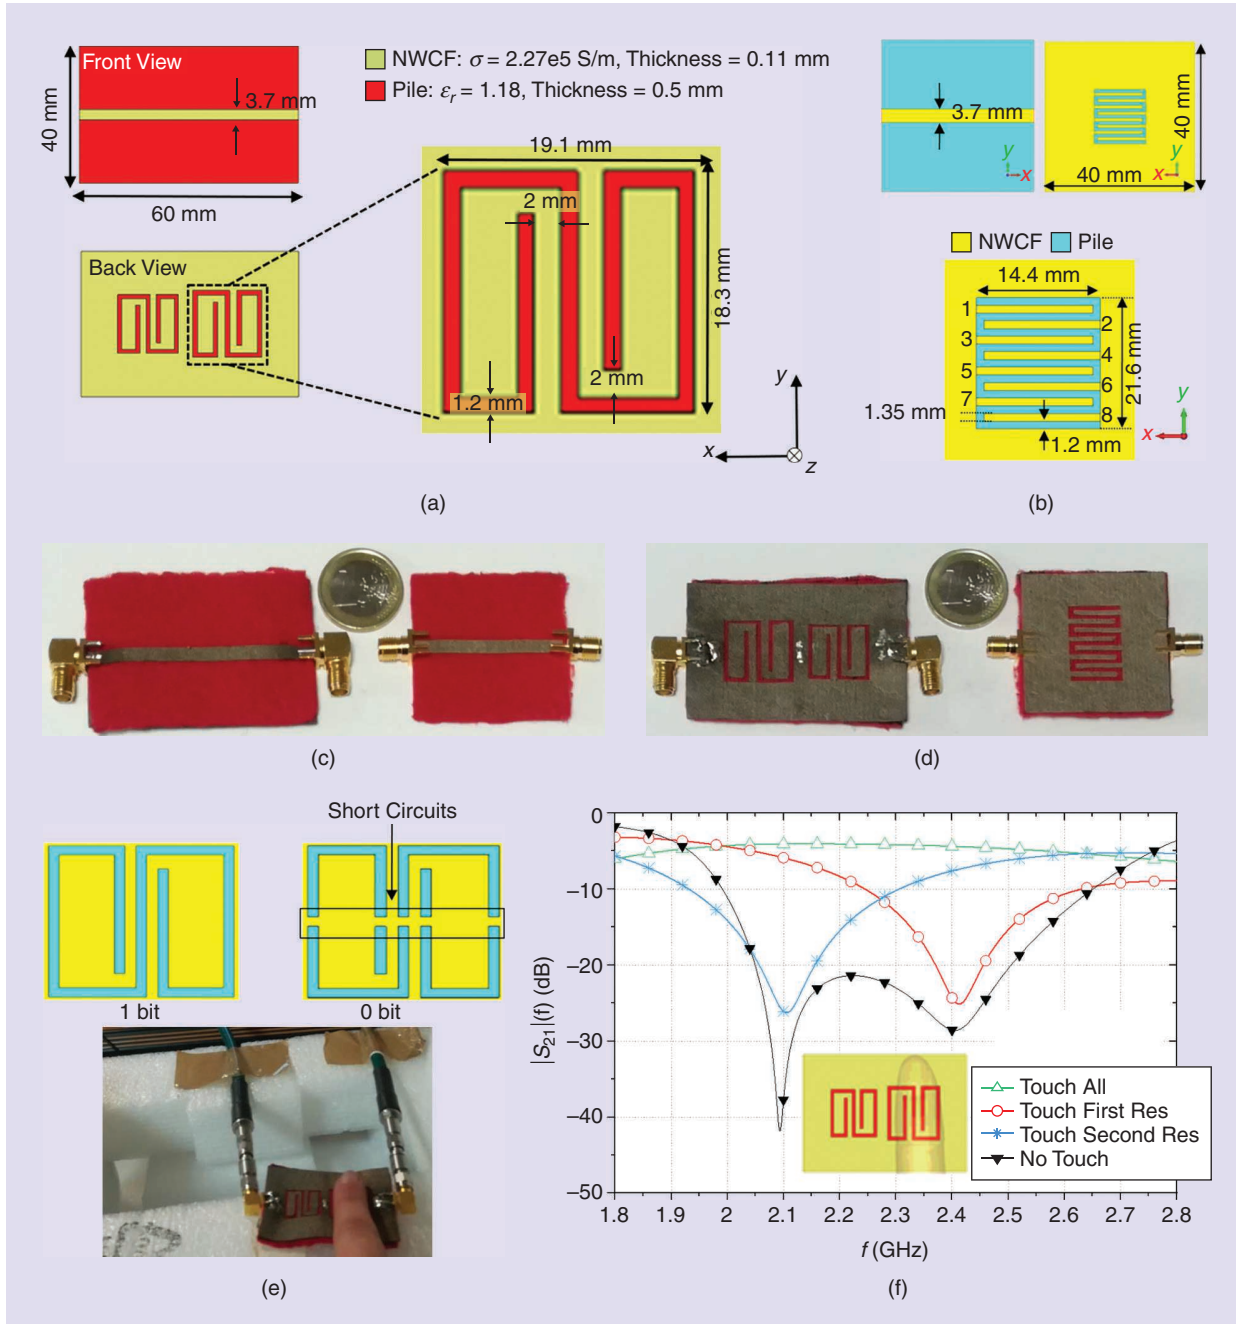 Front View
3.7 mm
40 mm
60 mm
NWCF: σ = 2.27e5 S/m, Thickness = 0.11 mm
Pile: εr = 1.18, Thickness = 0.5 mm
Back View
19.1 mm
2 mm
18.3 mm
2 mm
1.2 mm
y
x
z
(a)
3.7 mm
y
x
y
x
40 mm
40 mm
NWCF
Pile
14.4 mm
1
2
3
4
5
6
7
8
21.6 mm
1.35 mm
1.2 mm
y
x
(b)
(c)
(d)
Short Circuits
1 bit
0 bit
(e)
0
−10
−20
−30
−40
−50
|S21|(f) (dB)
Touch All
Touch First Res
Touch Second Res
No Touch
1.8 1.9 2 2.1 2.2 2.3 2.4 2.5 2.6 2.7 2.8
f (GHz)
(f)